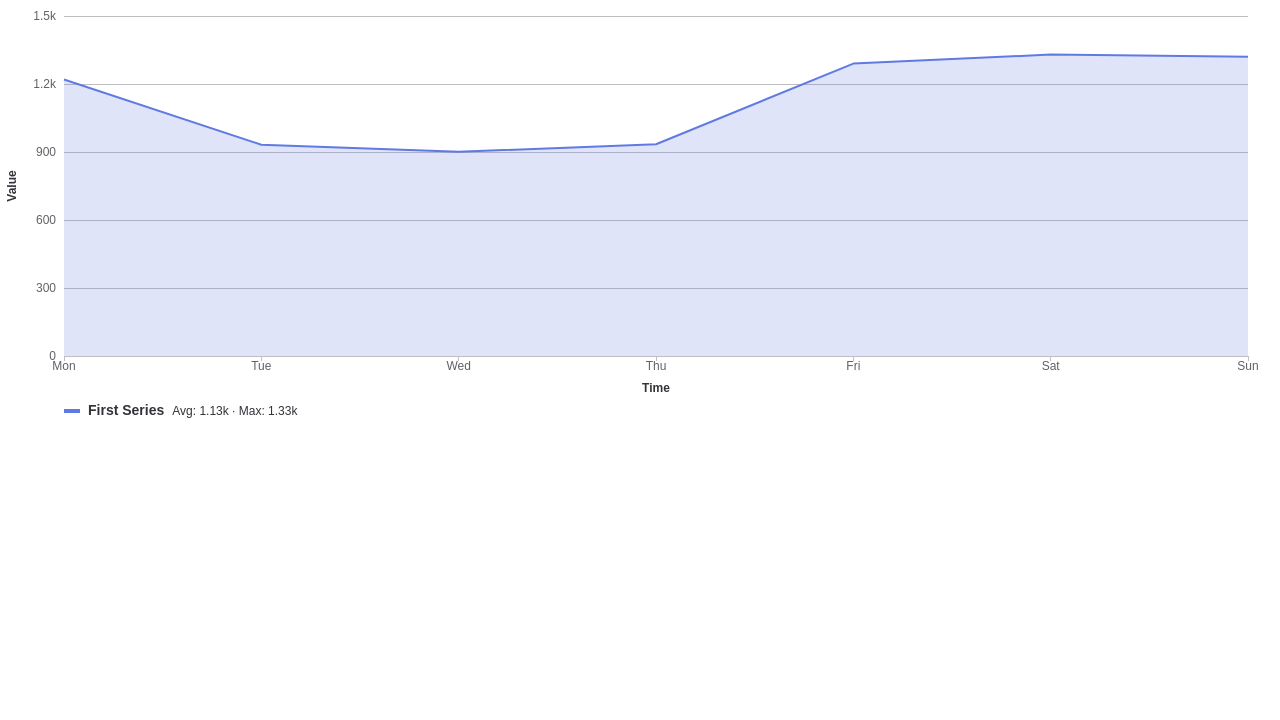 1.5k
1.2k
900
600
300
0
Value
Mon Tue Wed Thu Fri Sat Sun
Time
First Series Avg: 1.13k · Max: 1.33k